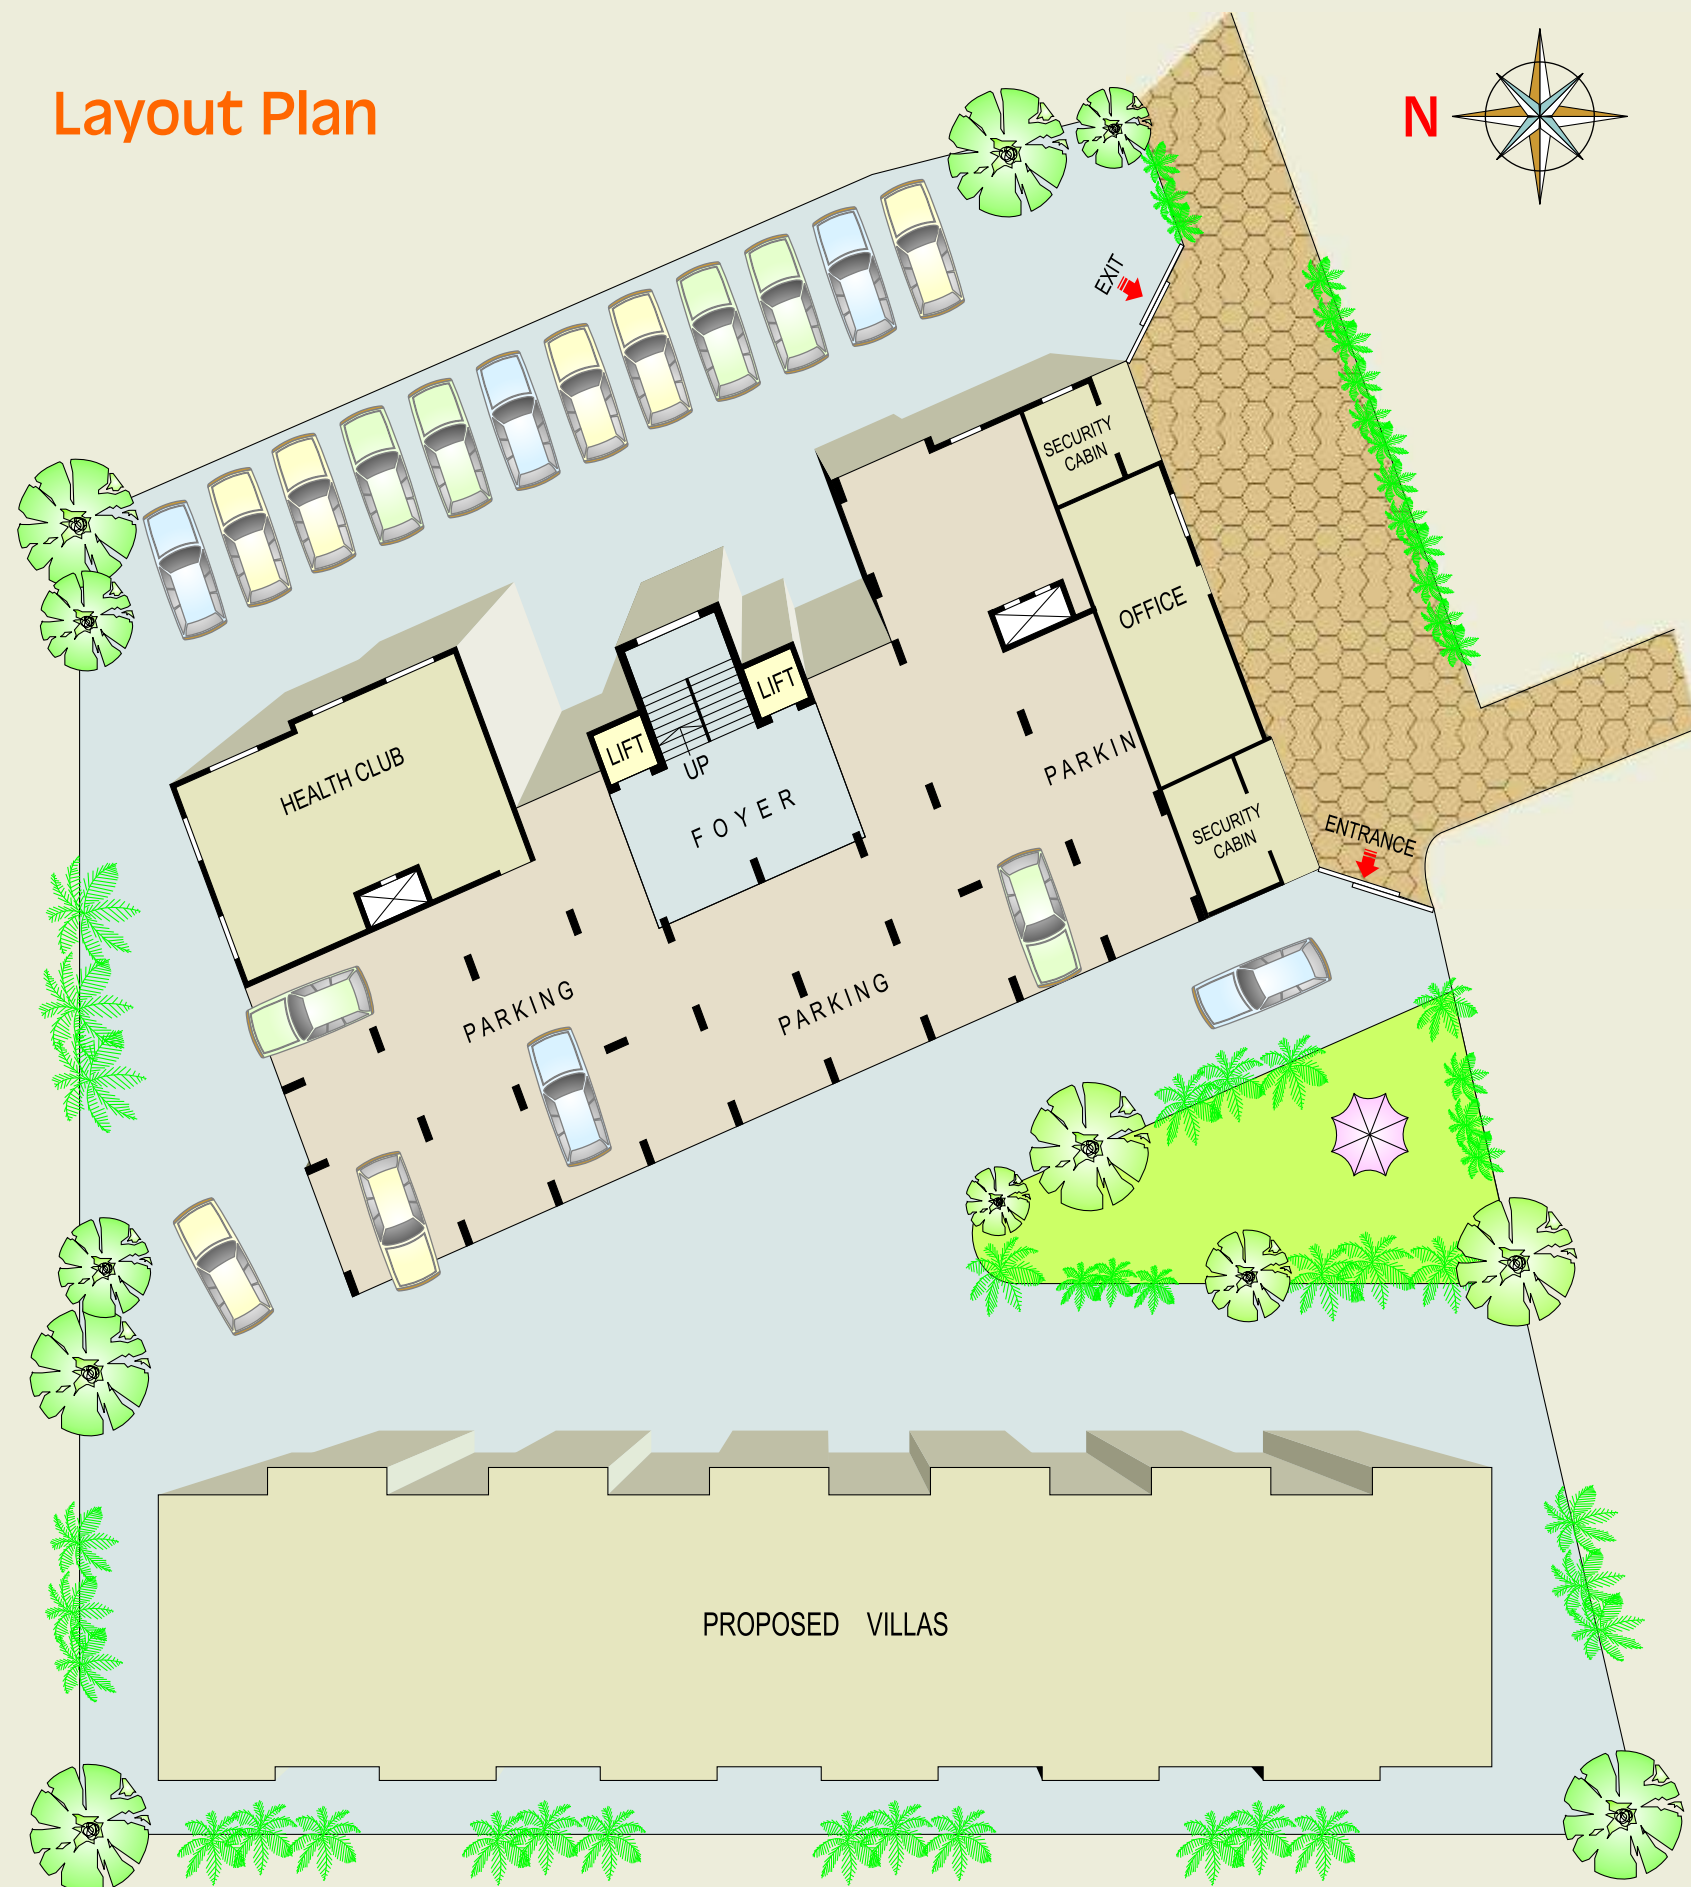 Layout Plan
N
EXIT
SECURITY
CABIN
OFFICE
LIFT
LIFT
UP
HEALTH CLUB
FOYER
PARKIN
SECURITY
CABIN
ENTRANCE
PARKING
PARKING
PROPOSED VILLAS